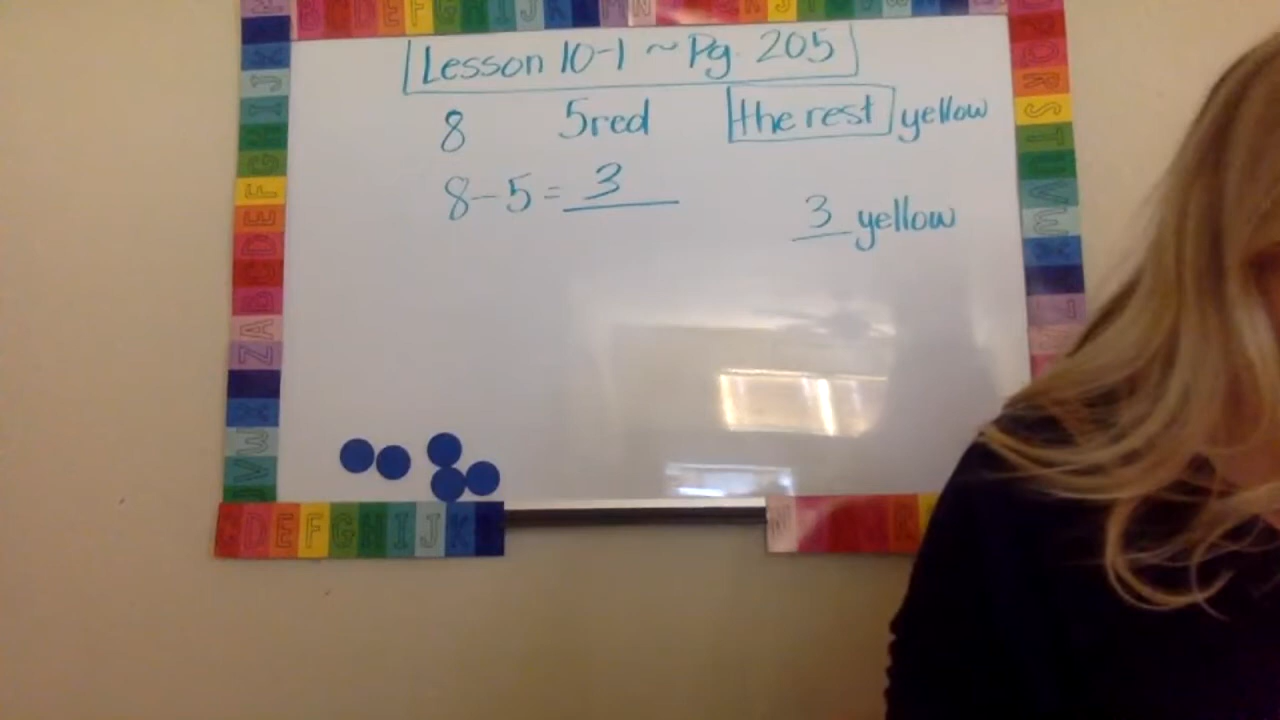 Lesson 10-1 ~ Pg. 205
8 5red the rest yellow
8-5=3
3 yellow